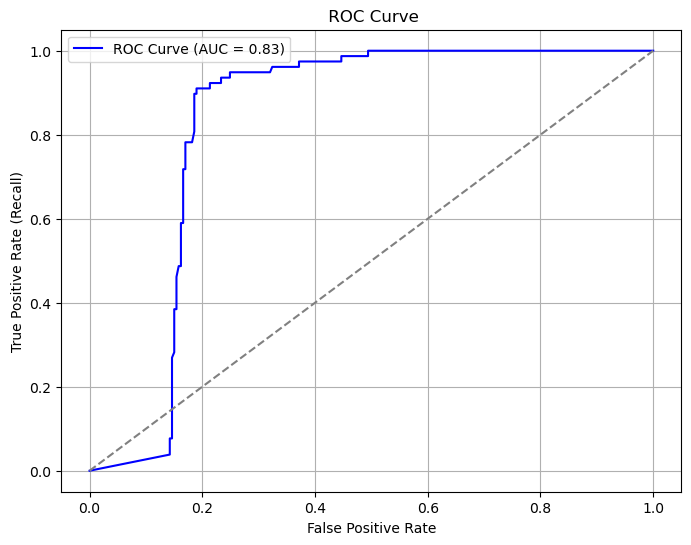 ROC Curve
ROC Curve (AUC = 0.83)
1.0
0.8
0.6
0.4
0.2
0.0
True Positive Rate (Recall)
0.0 0.2 0.4 0.6 0.8 1.0
False Positive Rate